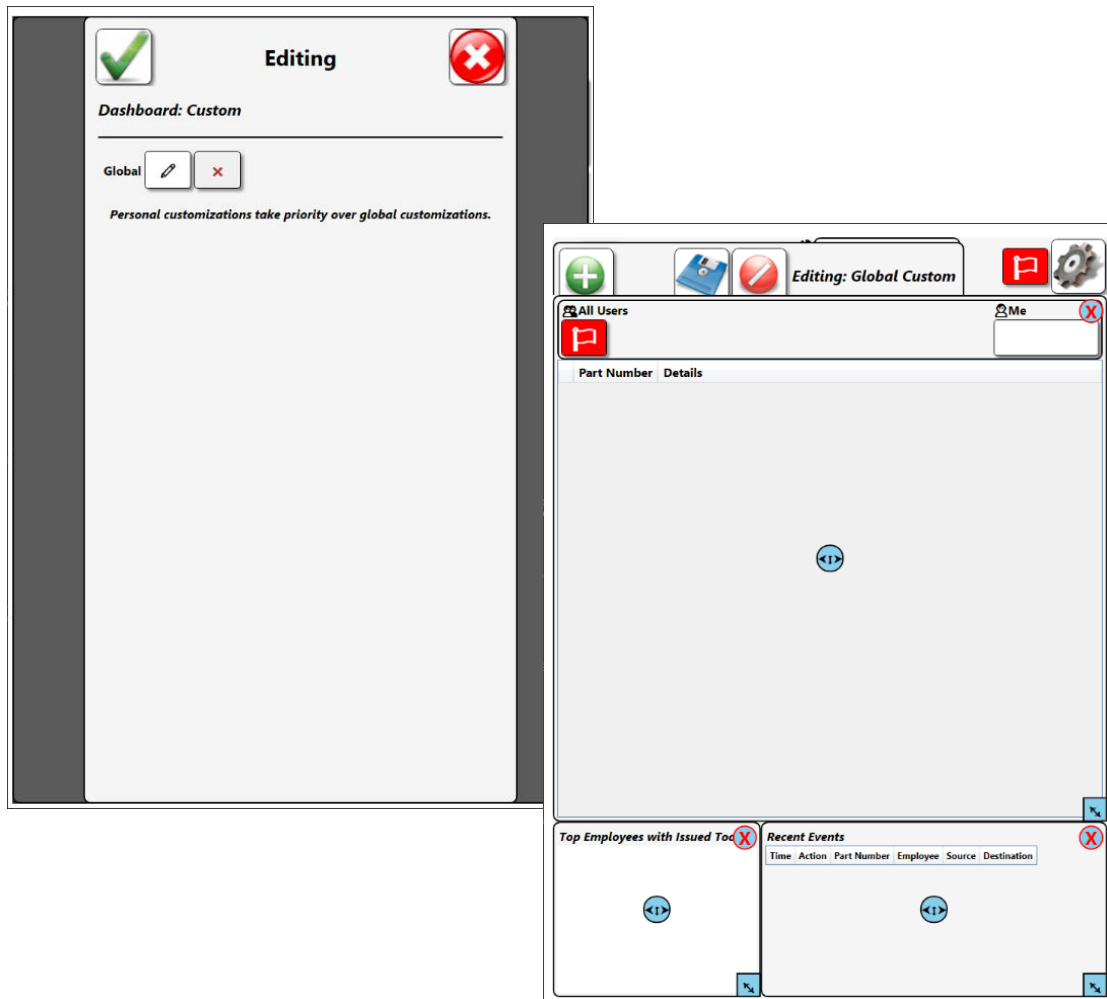 Editing
Dashboard: Custom
Global
Personal customizations take priority over global customizations.
Editing: Global Custom
All Users
Me
X
Part Number Details
Top Employees with Issued
X
Recent Events
X
Time Action Part Number Employee Source Destination